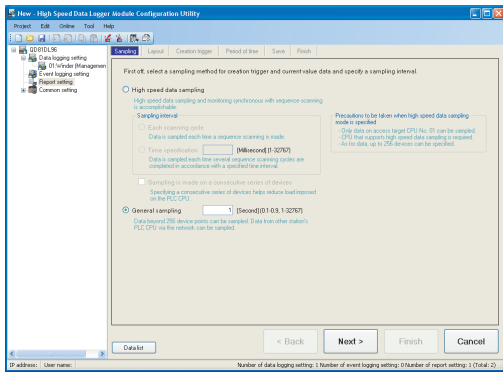 New - High Speed Data Logger Module Configuration Utility
Project Edit Online Tool Help
QD81DL96
Data logging setting
01:Winder (Managemen
Event logging setting
Report setting
Common setting
Sampling Layout Creation trigger Period of time Save Finish
First off, select a sampling method for creation trigger and current value data and specify a sampling interval.
High speed data sampling
High speed data sampling and monitoring synchronous with sequence scanning
is accomplishable.
Sampling interval
Each scanning cycle
Data is sampled each time a sequence scanning is made.
Time specification [Millisecond] (1-32767)
Data is sampled each time several sequence scanning cycles are
completed in accordance with a specified time interval.
Sampling is made on a consecutive series of devices
Specifying a consecutive series of devices helps reduce load imposed
on the PLC CPU.
Precautions to be taken when high speed data sampling
mode is specified
- Only data on access target CPU No. 01 can be sampled.
- CPU that supports high speed data sampling is required.
- As for data, up to 256 devices can be specified.
General sampling 1 [Second] (0.1-0.9, 1-32767)
Data beyond 256 device points can be sampled. Data from other station's
PLC CPU via the network can be sampled.
Data list
< Back Next > Finish Cancel
IP address: User name: Number of data logging setting: 1 Number of event logging setting: 0 Number of report setting: 1 (Total: 2)